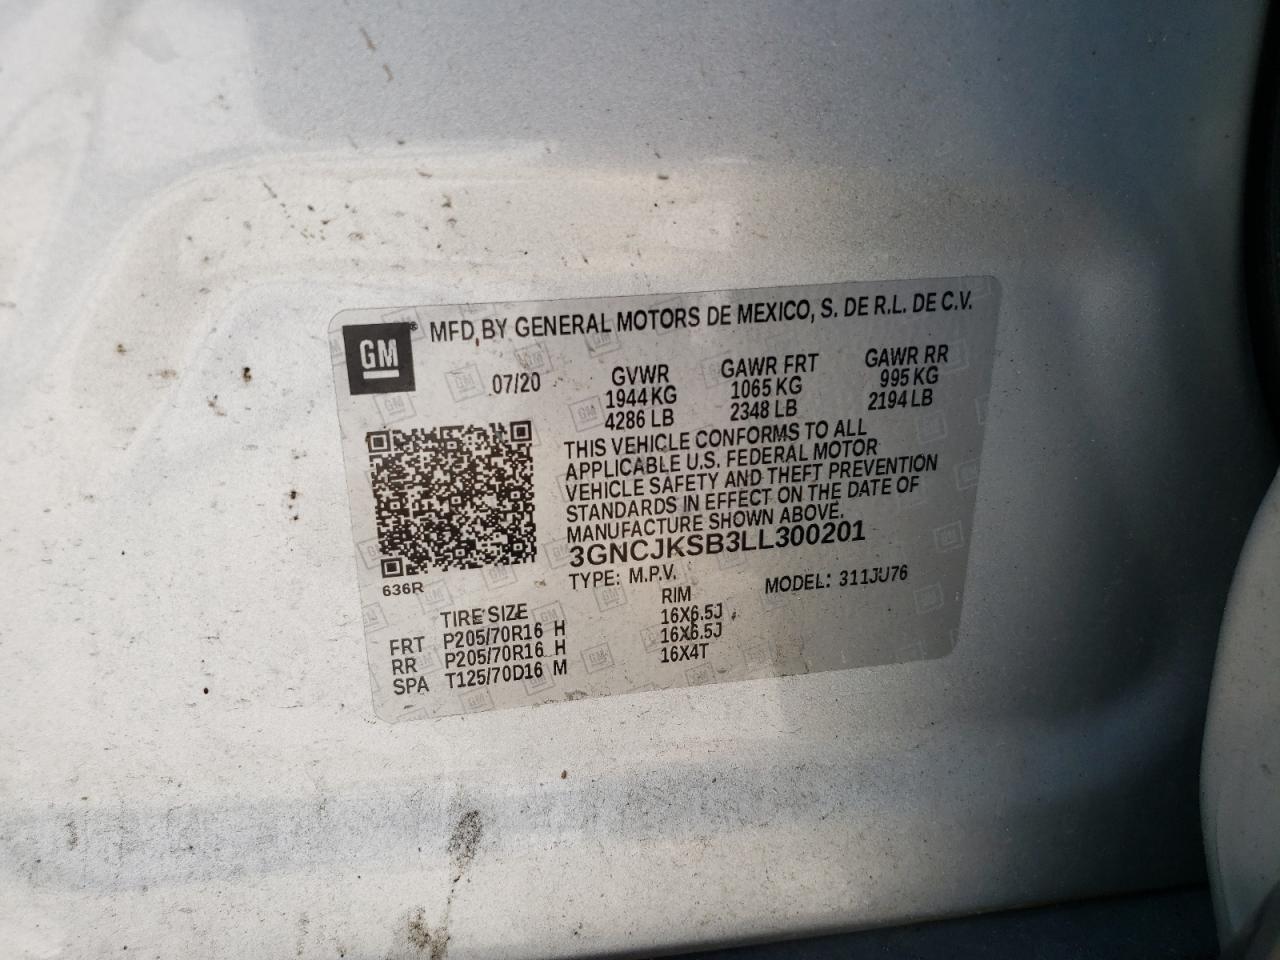 GM® MFD, BY GENERAL MOTORS DE MEXICO, S. DE R.L. DE C.V.
07/20 GVWR GAWR FRT GAWR RR
1944 KG 1065 KG 995 KG
4286 LB 2348 LB 2194 LB
THIS VEHICLE CONFORMS TO ALL
APPLICABLE U.S. FEDERAL MOTOR
VEHICLE SAFETY AND THEFT PREVENTION
STANDARDS IN EFFECT ON THE DATE OF
MANUFACTURE SHOWN ABOVE.
3GNCJKSB3LL300201
636R TYPE: M.P.V. MODEL: 311JU76
TIRE SIZE RIM
FRT P205/70R16 H 16X6.5J
RR P205/70R16 H 16X6.5J
SPA T125/70D16 M 16X4T